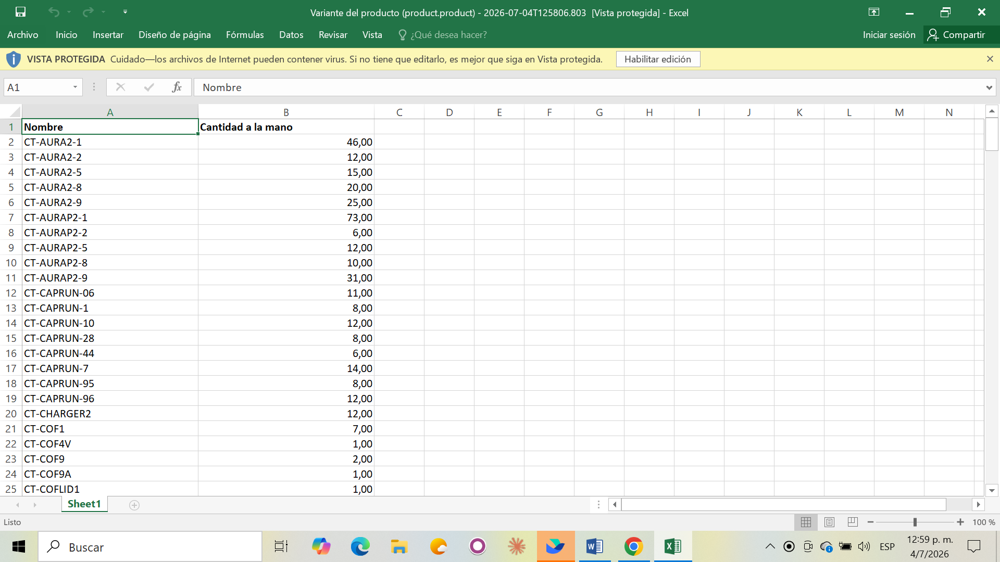 Variante del producto (product.product) - 2026-07-04T125806.803 [Vista protegida] - Excel
Archivo Inicio Insertar Diseño de página Fórmulas Datos Revisar Vista ¿Qué desea hacer? Iniciar sesión Compartir
VISTA PROTEGIDA Cuidado—los archivos de Internet pueden contener virus. Si no tiene que editarlo, es mejor que siga en Vista protegida. Habilitar edición
A1 fx Nombre
A B C D E F G H I J K L M N
1 Nombre Cantidad a la mano
2 CT-AURA2-1 46,00
3 CT-AURA2-2 12,00
4 CT-AURA2-5 15,00
5 CT-AURA2-8 20,00
6 CT-AURA2-9 25,00
7 CT-AURAP2-1 73,00
8 CT-AURAP2-2 6,00
9 CT-AURAP2-5 12,00
10 CT-AURAP2-8 10,00
11 CT-AURAP2-9 31,00
12 CT-CAPRUN-06 11,00
13 CT-CAPRUN-1 8,00
14 CT-CAPRUN-10 12,00
15 CT-CAPRUN-28 8,00
16 CT-CAPRUN-44 6,00
17 CT-CAPRUN-7 14,00
18 CT-CAPRUN-95 8,00
19 CT-CAPRUN-96 12,00
20 CT-CHARGER2 12,00
21 CT-COF1 7,00
22 CT-COF4V 1,00
23 CT-COF9 2,00
24 CT-COF9A 1,00
25 CT-COFLID1 1,00
Sheet1
Listo 100 %
Buscar ESP 12:59 p. m.
4/7/2026